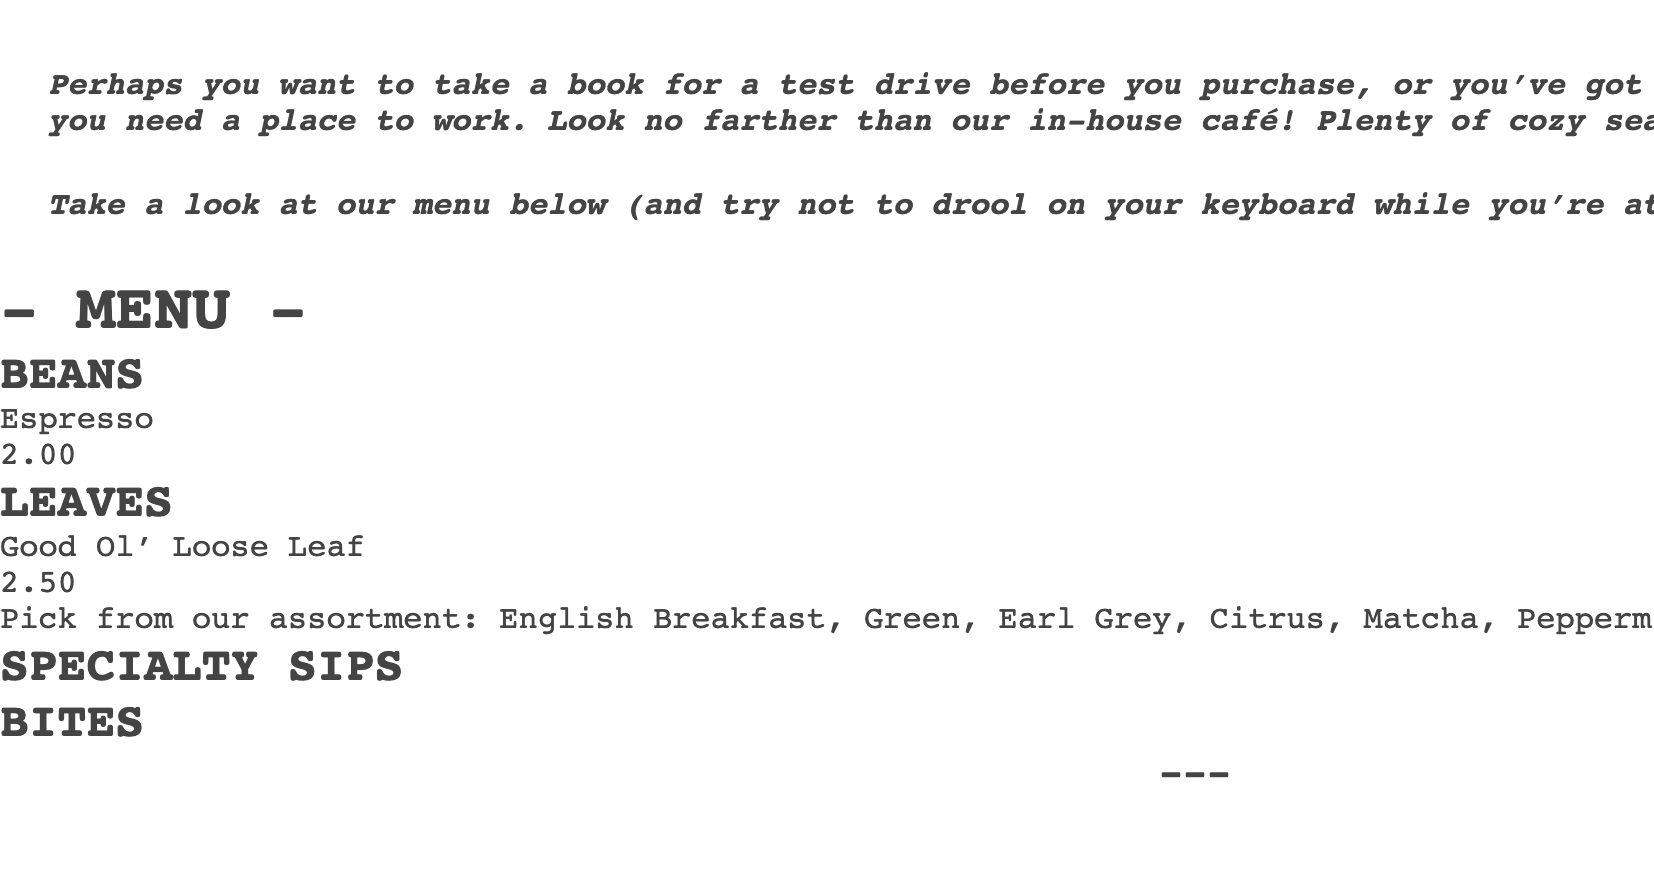 Perhaps you want to take a book for a test drive before you purchase, or you’ve got
you need a place to work. Look no farther than our in-house café! Plenty of cozy sea
Take a look at our menu below (and try not to drool on your keyboard while you’re at
– MENU –
BEANS
Espresso
2.00
LEAVES
Good Ol’ Loose Leaf
2.50
Pick from our assortment: English Breakfast, Green, Earl Grey, Citrus, Matcha, Pepperm
SPECIALTY SIPS
BITES
---